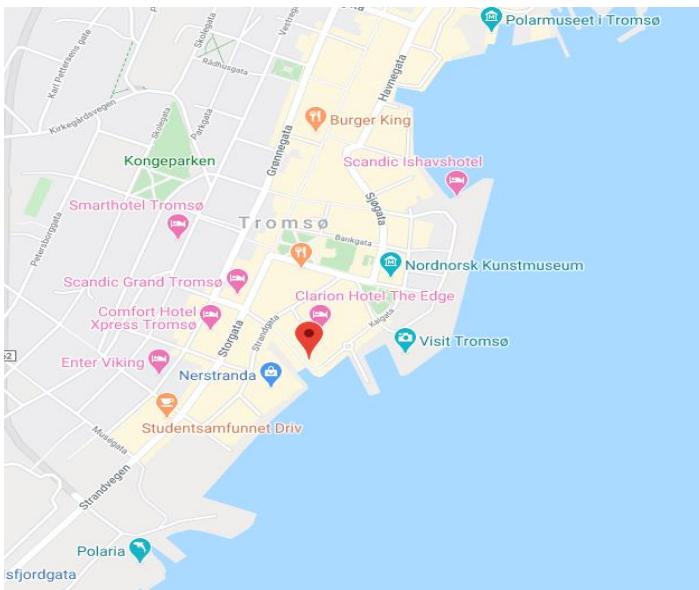 Polarmuseet i Tromsø
Karl Pettersens gate
Skolegata
Vestregata
Rådhusgata
Havnegata
Kirkegårdsvegen
Skolegata
Parkgata
Burger King
Grønnegata
Kongeparken
Scandic Ishavshotel
Smarthotel Tromsø
Sjøgata
Petersborggata
Tromsø
Bankgata
Nordnorsk Kunstmuseum
Scandic Grand Tromsø
Clarion Hotel The Edge
Comfort Hotel
Xpress Tromsø
Kaigata
Strandgata
Storgata
Visit Tromsø
Enter Viking
Nerstranda
Studentsamfunnet Driv
Muségata
Strandvegen
Polaria
sfjordgata